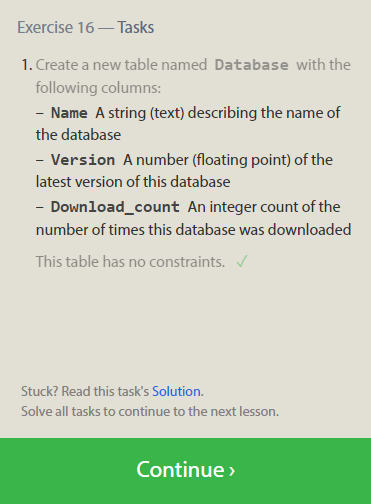 Exercise 16 — Tasks
1. Create a new table named Database with the
following columns:
– Name A string (text) describing the name of
the database
– Version A number (floating point) of the
latest version of this database
– Download_count An integer count of the
number of times this database was downloaded
This table has no constraints. ✓
Stuck? Read this task's Solution.
Solve all tasks to continue to the next lesson.
Continue ›